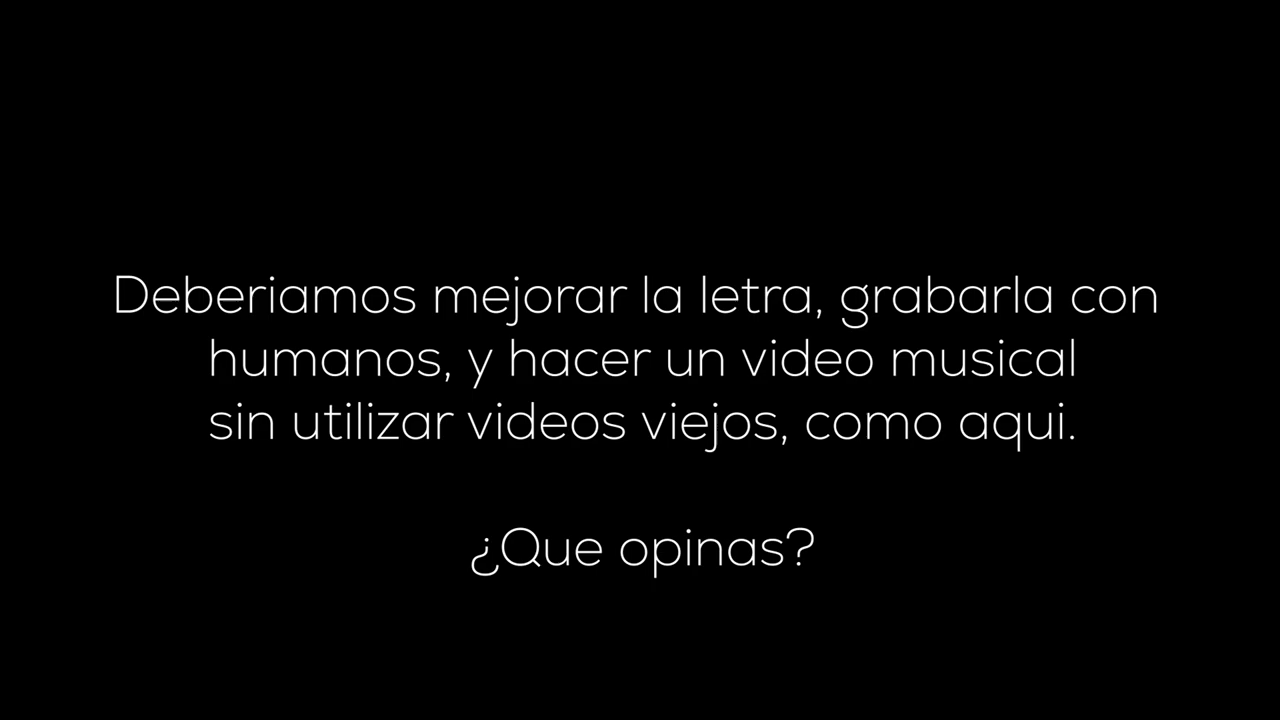 Deberiamos mejorar la letra, grabarla con
humanos, y hacer un video musical
sin utilizar videos viejos, como aqui.
¿Que opinas?